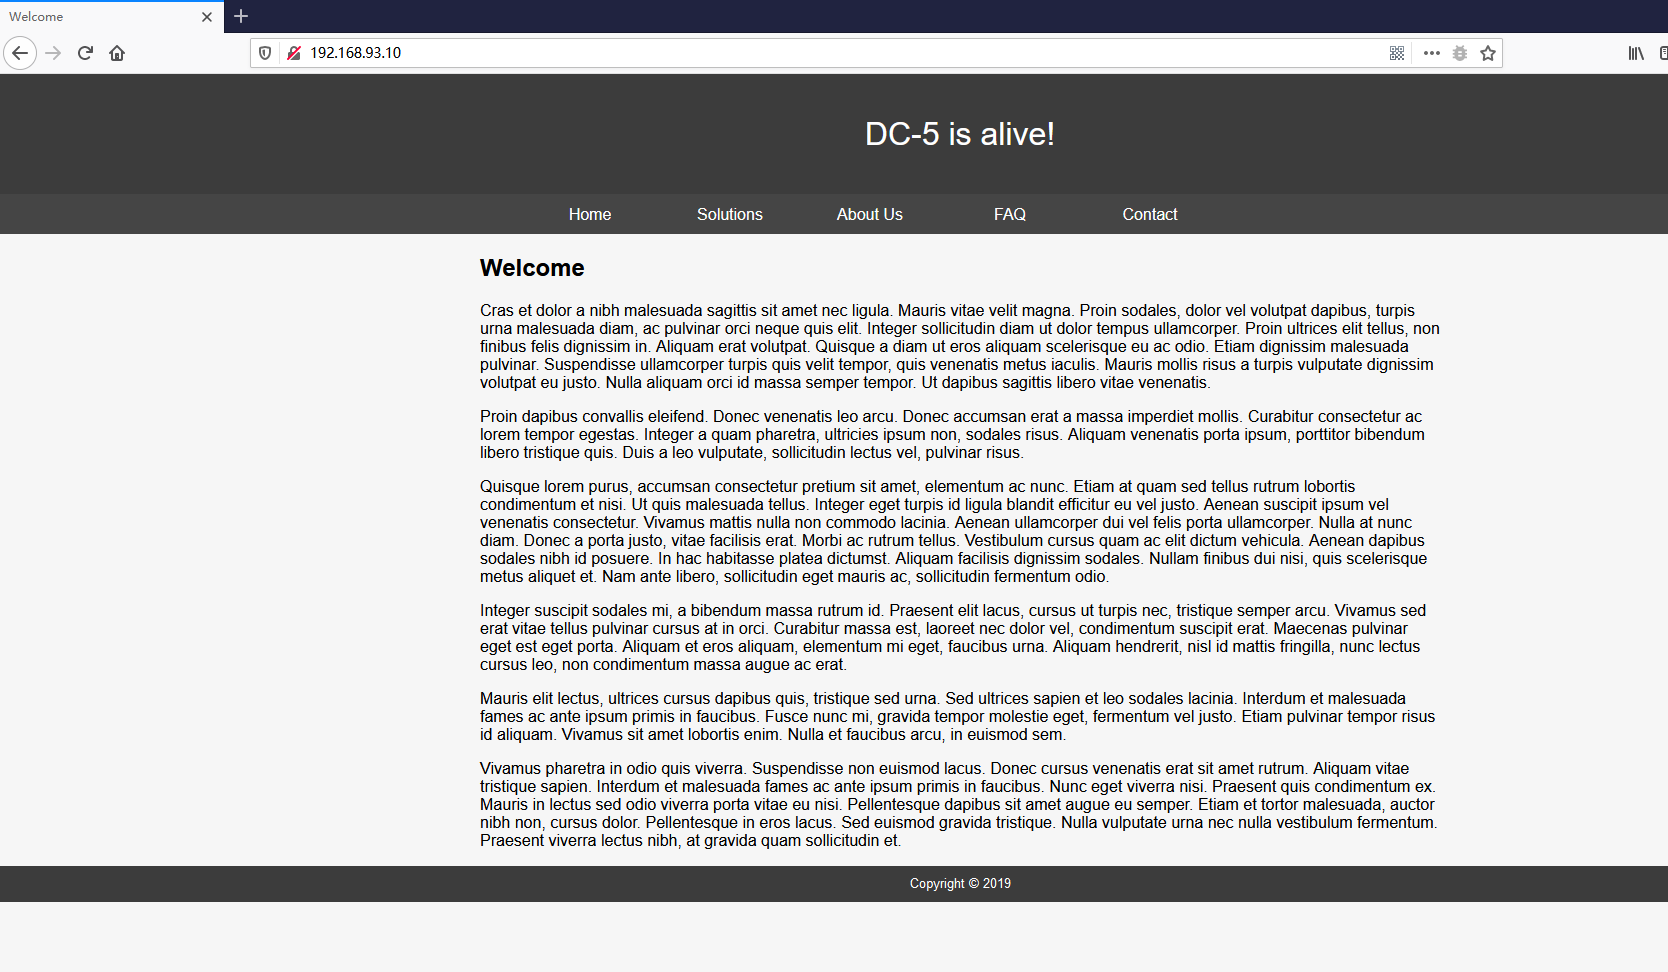 Welcome
192.168.93.10
DC-5 is alive!
Home Solutions About Us FAQ Contact
Welcome
Cras et dolor a nibh malesuada sagittis sit amet nec ligula. Mauris vitae velit magna. Proin sodales, dolor vel volutpat dapibus, turpis
urna malesuada diam, ac pulvinar orci neque quis elit. Integer sollicitudin diam ut dolor tempus ullamcorper. Proin ultrices elit tellus, non
finibus felis dignissim in. Aliquam erat volutpat. Quisque a diam ut eros aliquam scelerisque eu ac odio. Etiam dignissim malesuada
pulvinar. Suspendisse ullamcorper turpis quis velit tempor, quis venenatis metus iaculis. Mauris mollis risus a turpis vulputate dignissim
volutpat eu justo. Nulla aliquam orci id massa semper tempor. Ut dapibus sagittis libero vitae venenatis.
Proin dapibus convallis eleifend. Donec venenatis leo arcu. Donec accumsan erat a massa imperdiet mollis. Curabitur consectetur ac
lorem tempor egestas. Integer a quam pharetra, ultricies ipsum non, sodales risus. Aliquam venenatis porta ipsum, porttitor bibendum
libero tristique quis. Duis a leo vulputate, sollicitudin lectus vel, pulvinar risus.
Quisque lorem purus, accumsan consectetur pretium sit amet, elementum ac nunc. Etiam at quam sed tellus rutrum lobortis
condimentum et nisi. Ut quis malesuada tellus. Integer eget turpis id ligula blandit efficitur eu vel justo. Aenean suscipit ipsum vel
venenatis consectetur. Vivamus mattis nulla non commodo lacinia. Aenean ullamcorper dui vel felis porta ullamcorper. Nulla at nunc
diam. Donec a porta justo, vitae facilisis erat. Morbi ac rutrum tellus. Vestibulum cursus quam ac elit dictum vehicula. Aenean dapibus
sodales nibh id posuere. In hac habitasse platea dictumst. Aliquam facilisis dignissim sodales. Nullam finibus dui nisi, quis scelerisque
metus aliquet et. Nam ante libero, sollicitudin eget mauris ac, sollicitudin fermentum odio.
Integer suscipit sodales mi, a bibendum massa rutrum id. Praesent elit lacus, cursus ut turpis nec, tristique semper arcu. Vivamus sed
erat vitae tellus pulvinar cursus at in orci. Curabitur massa est, laoreet nec dolor vel, condimentum suscipit erat. Maecenas pulvinar
eget est eget porta. Aliquam et eros aliquam, elementum mi eget, faucibus urna. Aliquam hendrerit, nisl id mattis fringilla, nunc lectus
cursus leo, non condimentum massa augue ac erat.
Mauris elit lectus, ultrices cursus dapibus quis, tristique sed urna. Sed ultrices sapien et leo sodales lacinia. Interdum et malesuada
fames ac ante ipsum primis in faucibus. Fusce nunc mi, gravida tempor molestie eget, fermentum vel justo. Etiam pulvinar tempor risus
id aliquam. Vivamus sit amet lobortis enim. Nulla et faucibus arcu, in euismod sem.
Vivamus pharetra in odio quis viverra. Suspendisse non euismod lacus. Donec cursus venenatis erat sit amet rutrum. Aliquam vitae
tristique sapien. Interdum et malesuada fames ac ante ipsum primis in faucibus. Nunc eget viverra nisi. Praesent quis condimentum ex.
Mauris in lectus sed odio viverra porta vitae eu nisi. Pellentesque dapibus sit amet augue eu semper. Etiam et tortor malesuada, auctor
nibh non, cursus dolor. Pellentesque in eros lacus. Sed euismod gravida tristique. Nulla vulputate urna nec nulla vestibulum fermentum.
Praesent viverra lectus nibh, at gravida quam sollicitudin et.
Copyright © 2019